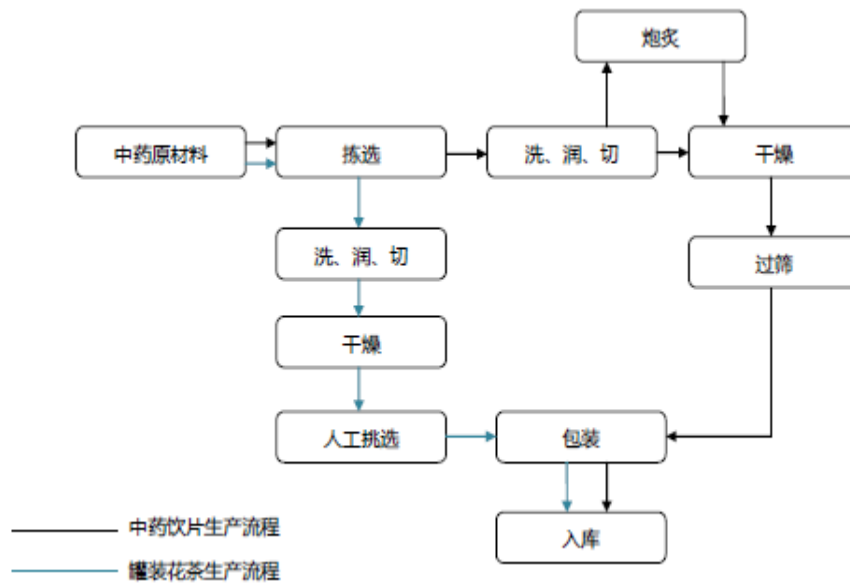 炮炙
中药原材料
拣选
洗、润、切
干燥
洗、润、切
过筛
干燥
人工挑选
包装
入库
中药饮片生产流程
罐装花茶生产流程